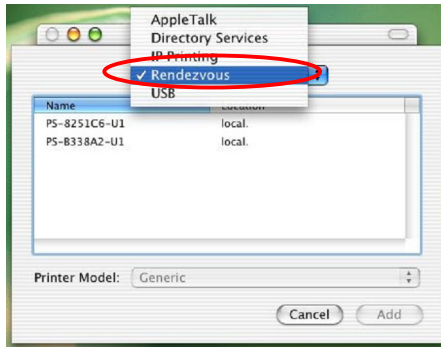 AppleTalk
Directory Services
IP Printing
✓ Rendezvous
USB
Name Location
PS-8251C6-U1 local.
PS-B338A2-U1 local.
Printer Model: Generic
Cancel Add